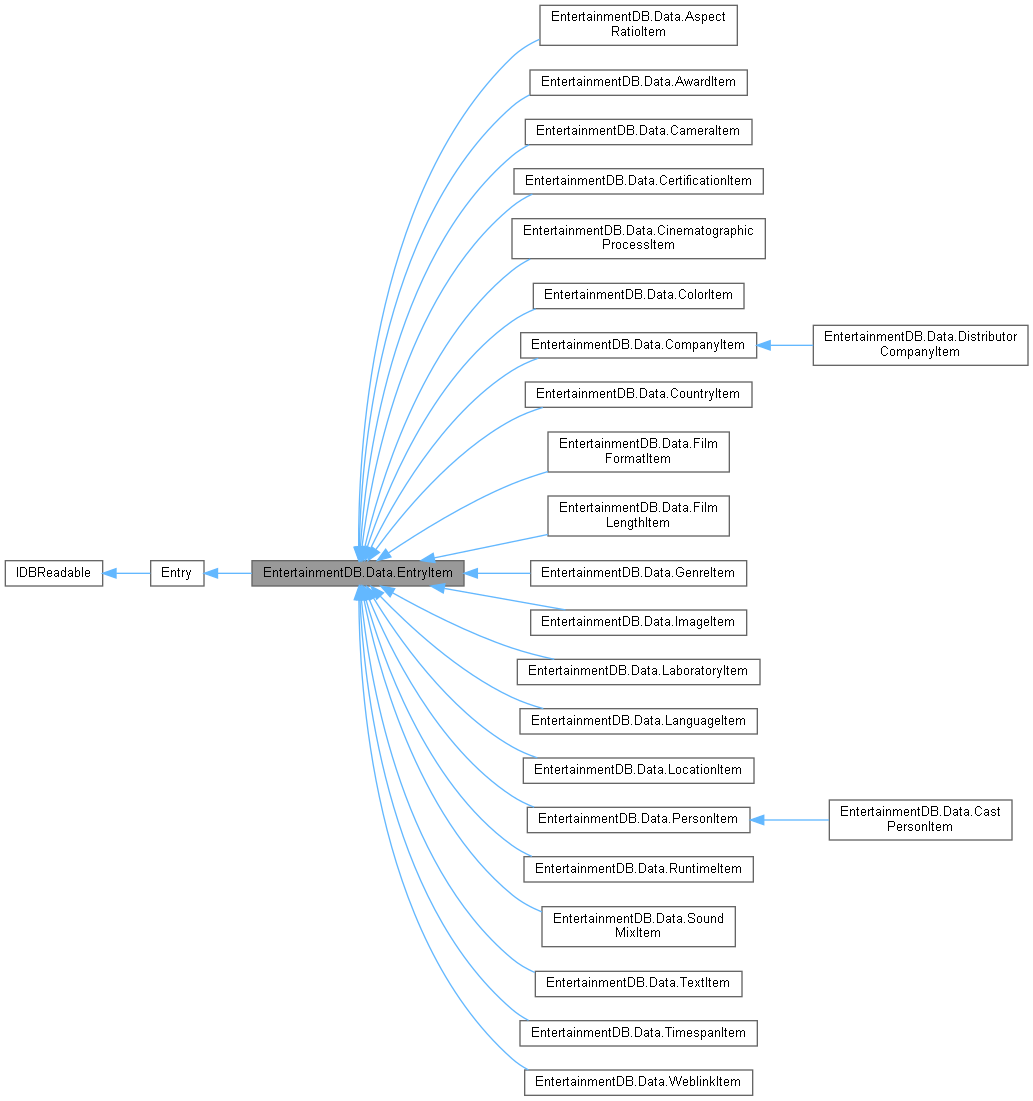 EntertainmentDB.Data.Aspect
RatioItem
EntertainmentDB.Data.AwardItem
EntertainmentDB.Data.CameraItem
EntertainmentDB.Data.CertificationItem
EntertainmentDB.Data.Cinematographic
ProcessItem
EntertainmentDB.Data.ColorItem
EntertainmentDB.Data.CompanyItem
EntertainmentDB.Data.Distributor
CompanyItem
EntertainmentDB.Data.CountryItem
EntertainmentDB.Data.Film
FormatItem
EntertainmentDB.Data.Film
LengthItem
IDBReadable
Entry
EntertainmentDB.Data.EntryItem
EntertainmentDB.Data.GenreItem
EntertainmentDB.Data.ImageItem
EntertainmentDB.Data.LaboratoryItem
EntertainmentDB.Data.LanguageItem
EntertainmentDB.Data.LocationItem
EntertainmentDB.Data.PersonItem
EntertainmentDB.Data.Cast
PersonItem
EntertainmentDB.Data.RuntimeItem
EntertainmentDB.Data.Sound
MixItem
EntertainmentDB.Data.TextItem
EntertainmentDB.Data.TimespanItem
EntertainmentDB.Data.WeblinkItem